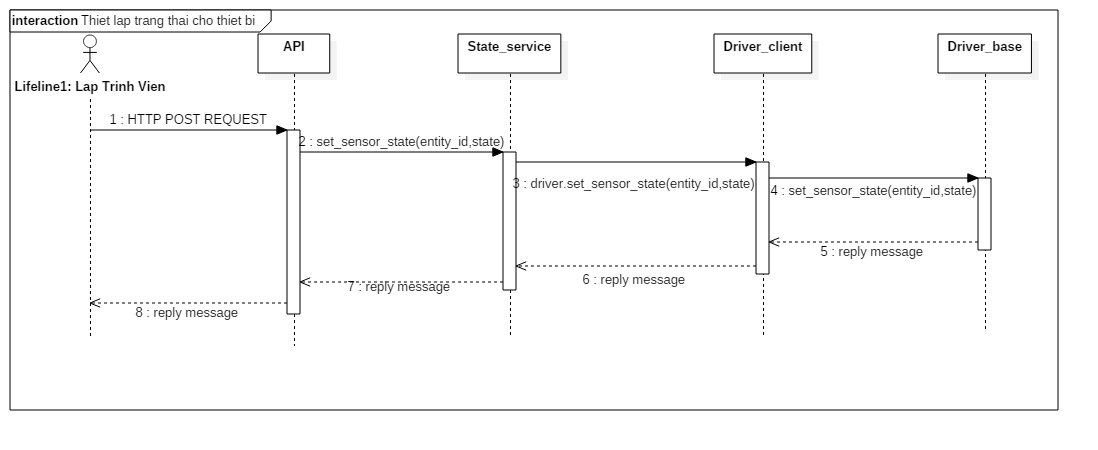 interaction Thiet lap trang thai cho thiet bi
API
State_service
Driver_client
Driver_base
Lifeline1: Lap Trinh Vien
1 : HTTP POST REQUEST
2 : set_sensor_state(entity_id,state)
3 : driver.set_sensor_state(entity_id,state)
4 : set_sensor_state(entity_id,state)
5 : reply message
6 : reply message
7 : reply message
8 : reply message